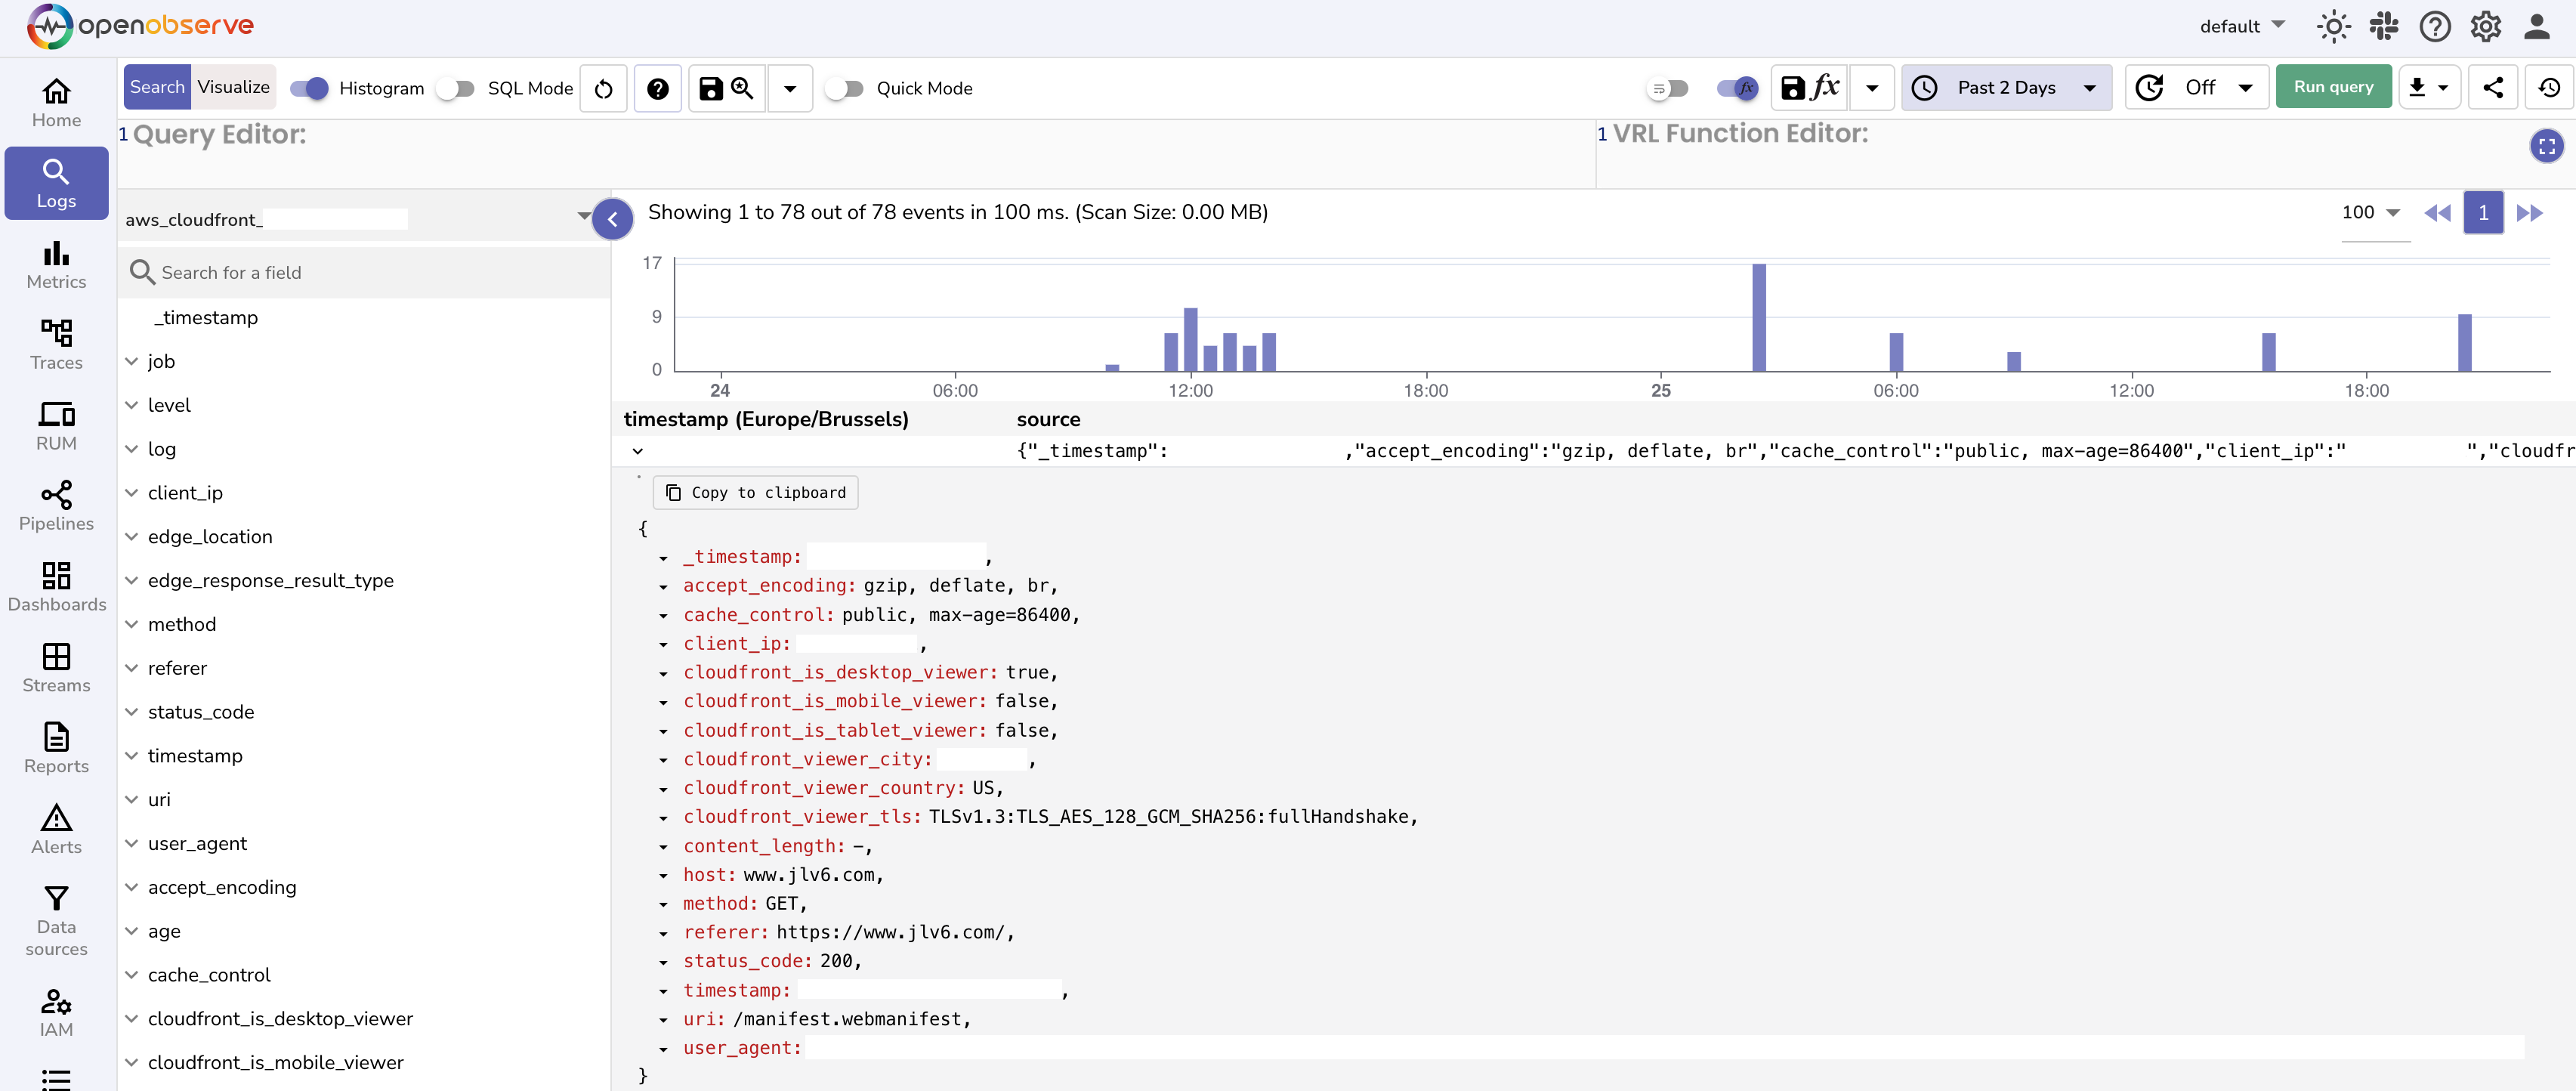 openobserve
default
Search Visualize Histogram SQL Mode Quick Mode fx fx Past 2 Days Off Run query
Home
Logs
Metrics
Traces
RUM
Pipelines
Dashboards
Streams
Reports
Alerts
Data
sources
IAM
1 Query Editor:
1 VRL Function Editor:
aws_cloudfront_
Search for a field
_timestamp
job
level
log
client_ip
edge_location
edge_response_result_type
method
referer
status_code
timestamp
uri
user_agent
accept_encoding
age
cache_control
cloudfront_is_desktop_viewer
cloudfront_is_mobile_viewer
Showing 1 to 78 out of 78 events in 100 ms. (Scan Size: 0.00 MB)
100 1
17
9
0
24 06:00 12:00 18:00 25 06:00 12:00 18:00
timestamp (Europe/Brussels) source
{"_timestamp": ,"accept_encoding":"gzip, deflate, br","cache_control":"public, max-age=86400","client_ip":" ","cloudfr
Copy to clipboard
{
_timestamp: ,
accept_encoding: gzip, deflate, br,
cache_control: public, max-age=86400,
client_ip: ,
cloudfront_is_desktop_viewer: true,
cloudfront_is_mobile_viewer: false,
cloudfront_is_tablet_viewer: false,
cloudfront_viewer_city: ,
cloudfront_viewer_country: US,
cloudfront_viewer_tls: TLSv1.3:TLS_AES_128_GCM_SHA256:fullHandshake,
content_length: -,
host: www.jlv6.com,
method: GET,
referer: https://www.jlv6.com/,
status_code: 200,
timestamp: ,
uri: /manifest.webmanifest,
user_agent:
}